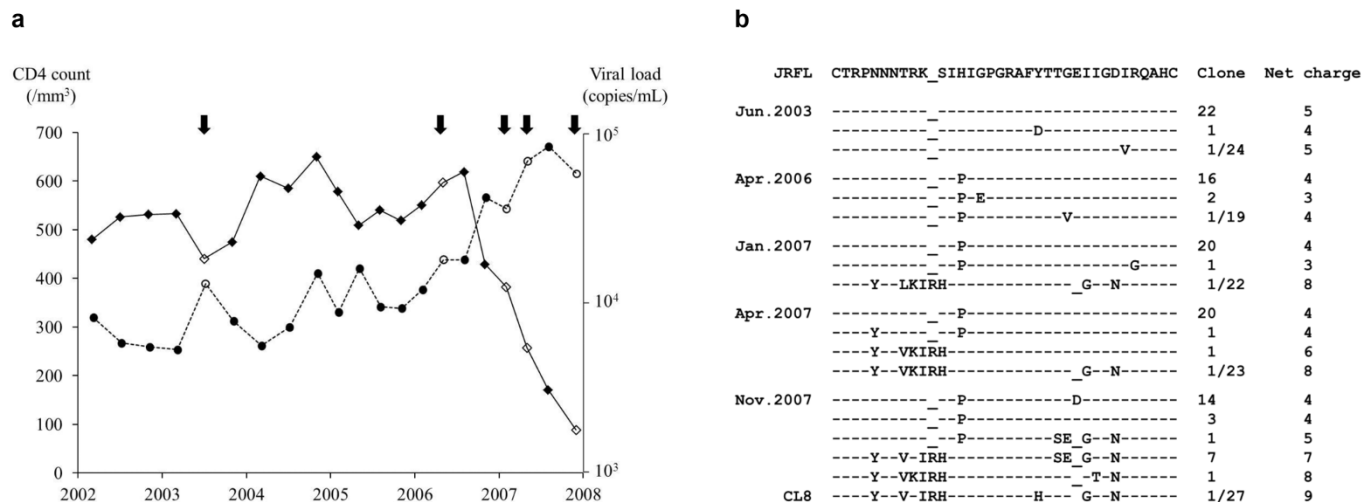 a
CD4 count
(/mm³)
Viral load
(copies/mL)
700
600
500
400
300
200
100
0
10⁵
10⁴
10³
2002 2003 2004 2005 2006 2007 2008
b
JRFL CTRPNNNTRK_SIHIGPGRAFYTTGEIIGDIRQAHC Clone Net charge
Jun.2003 ----------_------------------------- 22 5
----------_----------D-------------- 1 4
----------_-------------------V----- 1/24 5
Apr.2006 ----------_--P---------------------- 16 4
----------_--P-E-------------------- 2 3
----------_--P----------V----------- 1/19 4
Jan.2007 ----------_--P---------------------- 20 4
----------_--P-----------------G---- 1 3
----Y--LKIRH-------------_G--N------ 1/22 8
Apr.2007 ----------_--P---------------------- 20 4
----Y-----_--P---------------------- 1 4
----Y--VKIRH------------------------ 1 6
----Y--VKIRH-------------_G--N------ 1/23 8
Nov.2007 ----------_--P-----------D---------- 14 4
----------_--P---------------------- 3 4
----------_--P---------SE_G--N------ 1 5
----Y--V-IRH-----------SE_G--N------ 7 7
----Y--VKIRH-------------_-T-N------ 1 8
CL8 ----Y--V-IRH---------H---_G--N------ 1/27 9